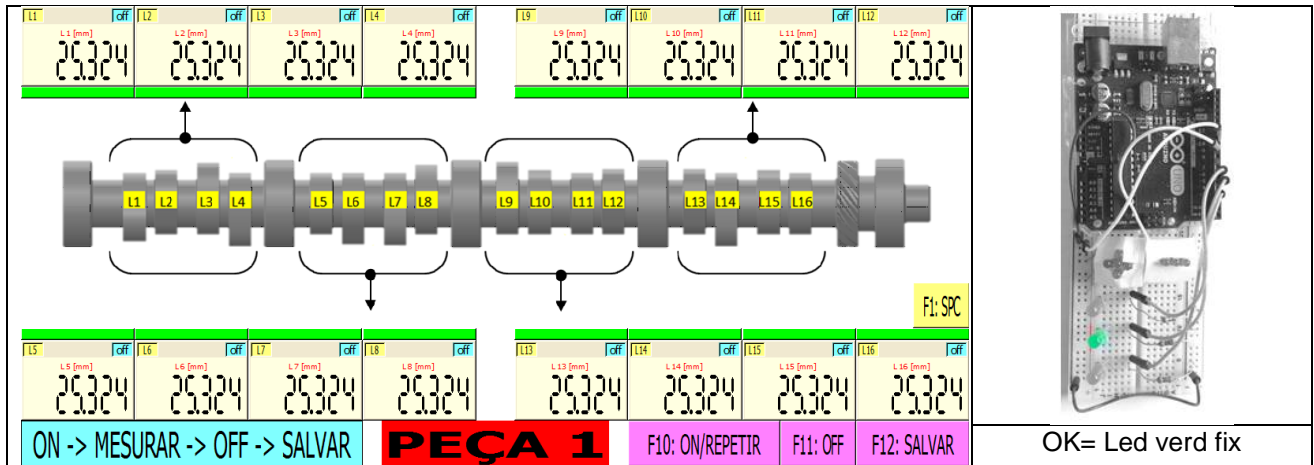 L1 off L2 off L3 off L4 off L9 off L10 off L11 off L12 off
L 1 [mm] L 2 [mm] L 3 [mm] L 4 [mm] L 9 [mm] L 10 [mm] L 11 [mm] L 12 [mm]
25.324 25.324 25.324 25.324 25.324 25.324 25.324 25.324
L1 L2 L3 L4 L5 L6 L7 L8 L9 L10 L11 L12 L13 L14 L15 L16
F1: SPC
L5 off L6 off L7 off L8 off L13 off L14 off L15 off L16 off
L 5 [mm] L 6 [mm] L 7 [mm] L 8 [mm] L 13 [mm] L 14 [mm] L 15 [mm] L 16 [mm]
25.324 25.324 25.324 25.324 25.324 25.324 25.324 25.324
ON -> MESURAR -> OFF -> SALVAR PEÇA 1 F10: ON/REPETIR F11: OFF F12: SALVAR
UNO
OK= Led verd fix